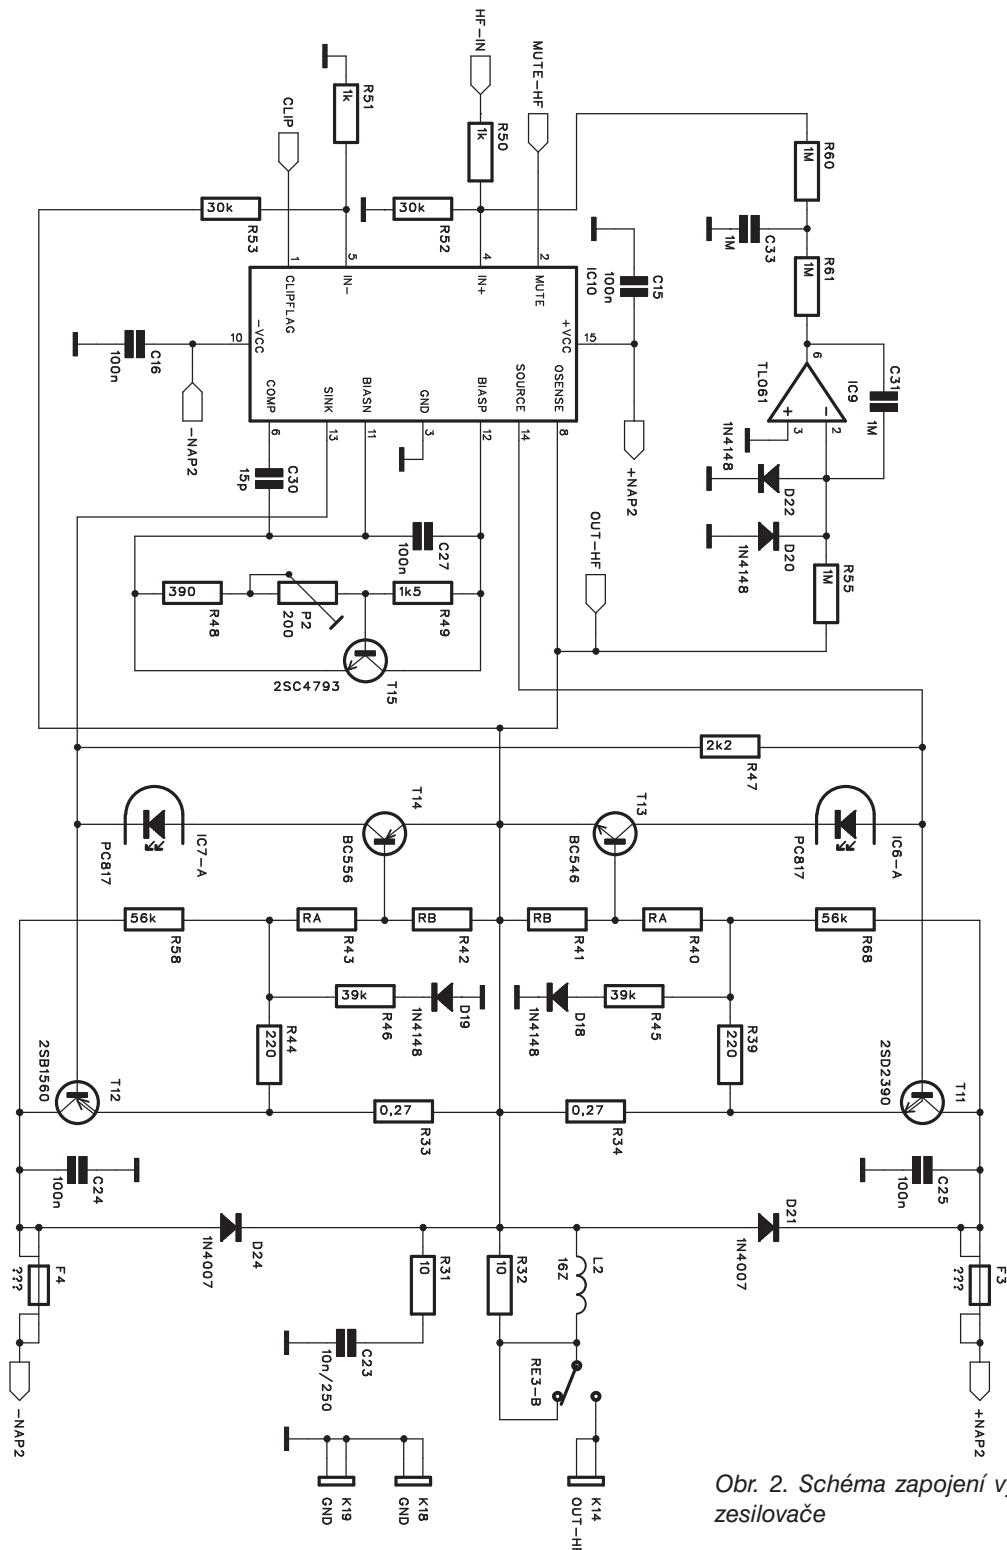 HF-IN
MUTE-HF
R51
1k
CLIP
R50
1k
R60
1M
30k
R53
30k
R52
C33
1M
R61
1M
1
5
4
2
CLIPFLAG
IN-
IN+
MUTE
IC10
100n
C15
-VCC
10
+VCC
15
C16
100n
-NAP2
COMP
SINK
BIASN
GND
BIASP
SOURCE
OSENSE
6
13
11
3
12
14
8
+NAP2
6
TL061
IC9
+
-
3
2
C31
1M
1N4148
D22
D20
1N4148
R55
1M
C30
15p
C27
100n
OUT-HF
390
R48
P2
200
1k5
R49
2SC4793
T15
2k2
R47
T14
T13
IC7-A
PC817
BC556
BC546
PC817
IC6-A
56k
R58
RA
R43
RB
R42
RB
R41
RA
R40
56k
R68
39k
R46
D19
1N4148
D18
1N4148
39k
R45
R44
220
R39
220
2SB1560
T12
0,27
R33
0,27
R34
2SD2390
T11
C24
100n
C25
100n
D24
1N4007
D21
1N4007
R31
10
R32
10
L2
16Z
F4
???
F3
???
C23
10n/250
RE3-B
-NAP2
+NAP2
K19
GND
K18
GND
K14
Obr. 2. Schéma zapojení
zesilovače